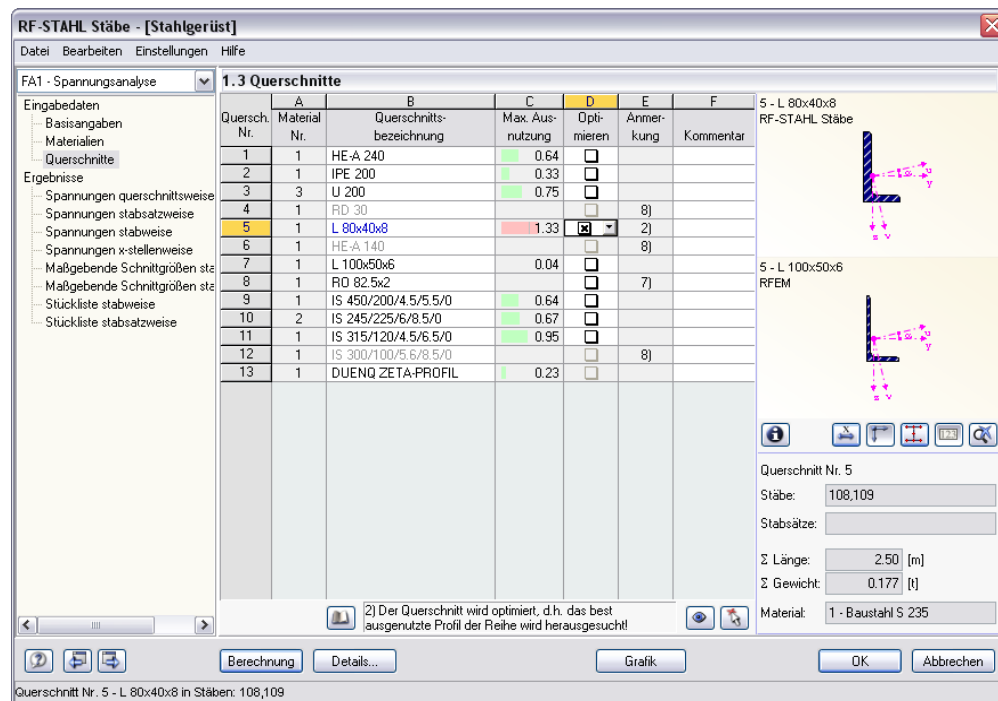 RF-STAHL Stäbe - [Stahlgerüst]
Datei Bearbeiten Einstellungen Hilfe
FA1 - Spannungsanalyse
Eingabedaten
Basisangaben
Materialien
Querschnitte
Ergebnisse
Spannungen querschnittsweise
Spannungen stabsatzweise
Spannungen stabweise
Spannungen x-stellenweise
Maßgebende Schnittgrößen sta
Maßgebende Schnittgrößen sta
Stückliste stabweise
Stückliste stabsatzweise
1.3 Querschnitte
A B C D E F
Quersch. Material Querschnitts- Max. Aus- Opti- Anmer-
Nr. Nr. bezeichnung nutzung mieren kung Kommentar
1 1 HE-A 240 0.64
2 1 IPE 200 0.33
3 3 U 200 0.75
4 1 RD 30 8)
5 1 L 80x40x8 1.33 2)
6 1 HE-A 140 8)
7 1 L 100x50x6 0.04
8 1 RO 82.5x2 7)
9 1 IS 450/200/4.5/5.5/0 0.64
10 2 IS 245/225/6/8.5/0 0.67
11 1 IS 315/120/4.5/6.5/0 0.95
12 1 IS 300/100/5.6/8.5/0 8)
13 1 DUENQ ZETA-PROFIL 0.23
2) Der Querschnitt wird optimiert, d.h. das best
ausgenutzte Profil der Reihe wird herausgesucht!
5 - L 80x40x8
RF-STAHL Stäbe
α u
y
z v
5 - L 100x50x6
RFEM
α u
y
z v
x 123
Querschnitt Nr. 5
Stäbe: 108,109
Stabsätze:
Σ Länge: 2.50 [m]
Σ Gewicht: 0.177 [t]
Material: 1 - Baustahl S 235
Berechnung Details... Grafik OK Abbrechen
Querschnitt Nr. 5 - L 80x40x8 in Stäben: 108,109